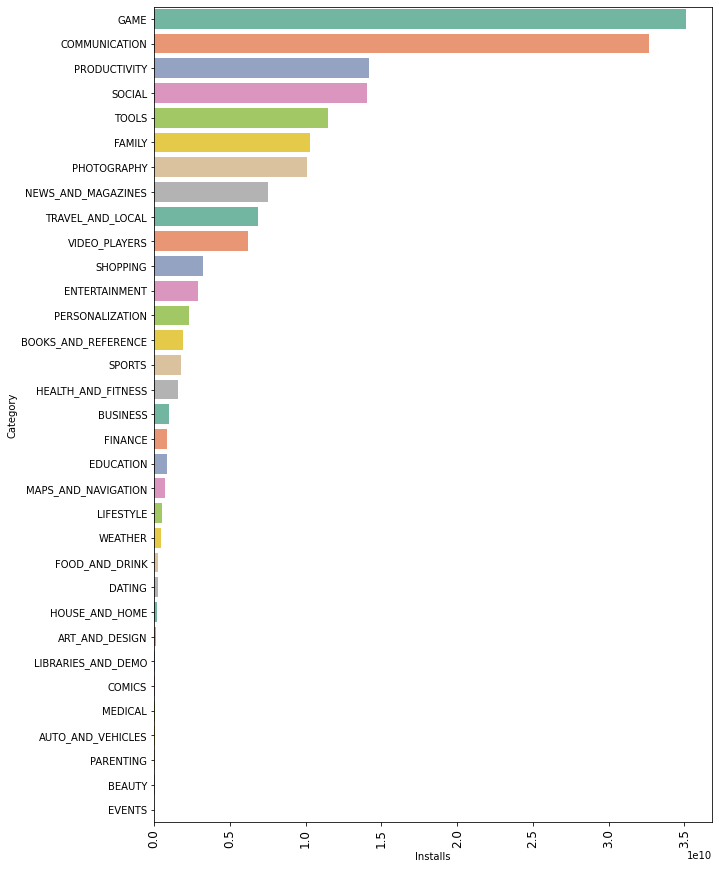 GAME
COMMUNICATION
PRODUCTIVITY
SOCIAL
TOOLS
FAMILY
PHOTOGRAPHY
NEWS_AND_MAGAZINES
TRAVEL_AND_LOCAL
VIDEO_PLAYERS
SHOPPING
ENTERTAINMENT
PERSONALIZATION
BOOKS_AND_REFERENCE
SPORTS
HEALTH_AND_FITNESS
BUSINESS
FINANCE
EDUCATION
MAPS_AND_NAVIGATION
LIFESTYLE
WEATHER
FOOD_AND_DRINK
DATING
HOUSE_AND_HOME
ART_AND_DESIGN
LIBRARIES_AND_DEMO
COMICS
MEDICAL
AUTO_AND_VEHICLES
PARENTING
BEAUTY
EVENTS
Category
0.0 0.5 1.0 1.5 2.0 2.5 3.0 3.5
1e10
Installs